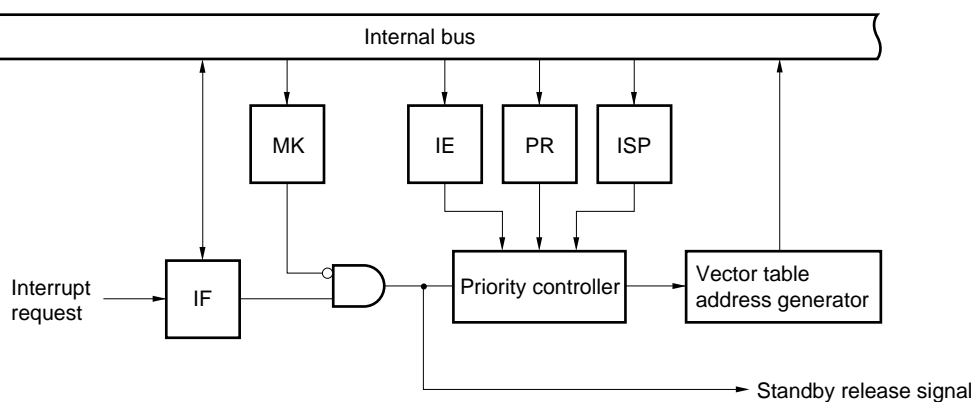 Internal bus
MK
IE
PR
ISP
Interrupt
request
IF
Priority controller
Vector table
address generator
Standby release signal